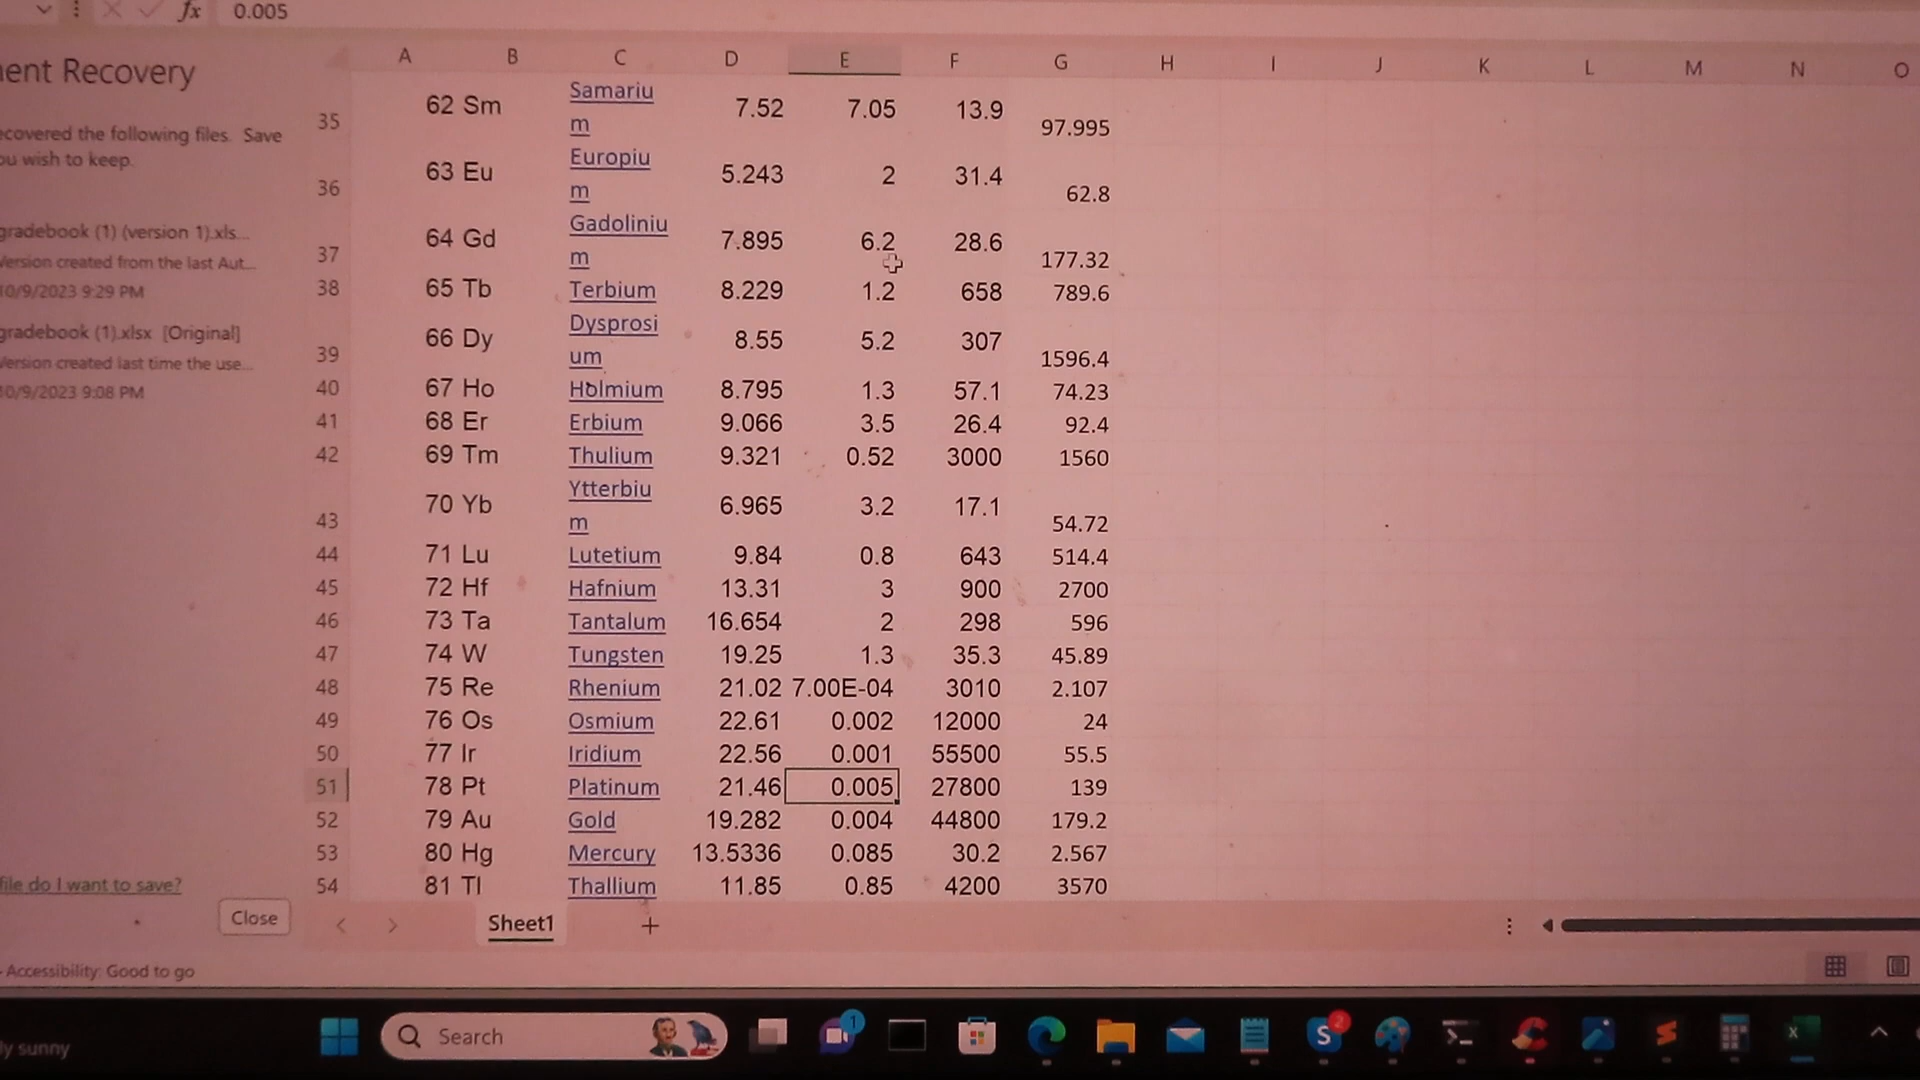 fx 0.005
ent Recovery
ecovered the following files. Save
ou wish to keep.
gradebook (1) (version 1).xls...
Version created from the last Aut...
10/9/2023 9:29 PM
gradebook (1).xlsx [Original]
Version created last time the use...
10/9/2023 9:08 PM
file do I want to save?
Close
A B C D E F G H I J K L M N O
35 62 Sm Samariu
m 7.52 7.05 13.9 97.995
36 63 Eu Europiu
m 5.243 2 31.4 62.8
37 64 Gd Gadoliniu
m 7.895 6.2 28.6 177.32
38 65 Tb Terbium 8.229 1.2 658 789.6
39 66 Dy Dysprosi
um 8.55 5.2 307 1596.4
40 67 Ho Holmium 8.795 1.3 57.1 74.23
41 68 Er Erbium 9.066 3.5 26.4 92.4
42 69 Tm Thulium 9.321 0.52 3000 1560
43 70 Yb Ytterbiu
m 6.965 3.2 17.1 54.72
44 71 Lu Lutetium 9.84 0.8 643 514.4
45 72 Hf Hafnium 13.31 3 900 2700
46 73 Ta Tantalum 16.654 2 298 596
47 74 W Tungsten 19.25 1.3 35.3 45.89
48 75 Re Rhenium 21.02 7.00E-04 3010 2.107
49 76 Os Osmium 22.61 0.002 12000 24
50 77 Ir Iridium 22.56 0.001 55500 55.5
51 78 Pt Platinum 21.46 0.005 27800 139
52 79 Au Gold 19.282 0.004 44800 179.2
53 80 Hg Mercury 13.5336 0.085 30.2 2.567
54 81 Tl Thallium 11.85 0.85 4200 3570
Sheet1
Accessibility: Good to go
ly sunny
Search
1
S
2
X